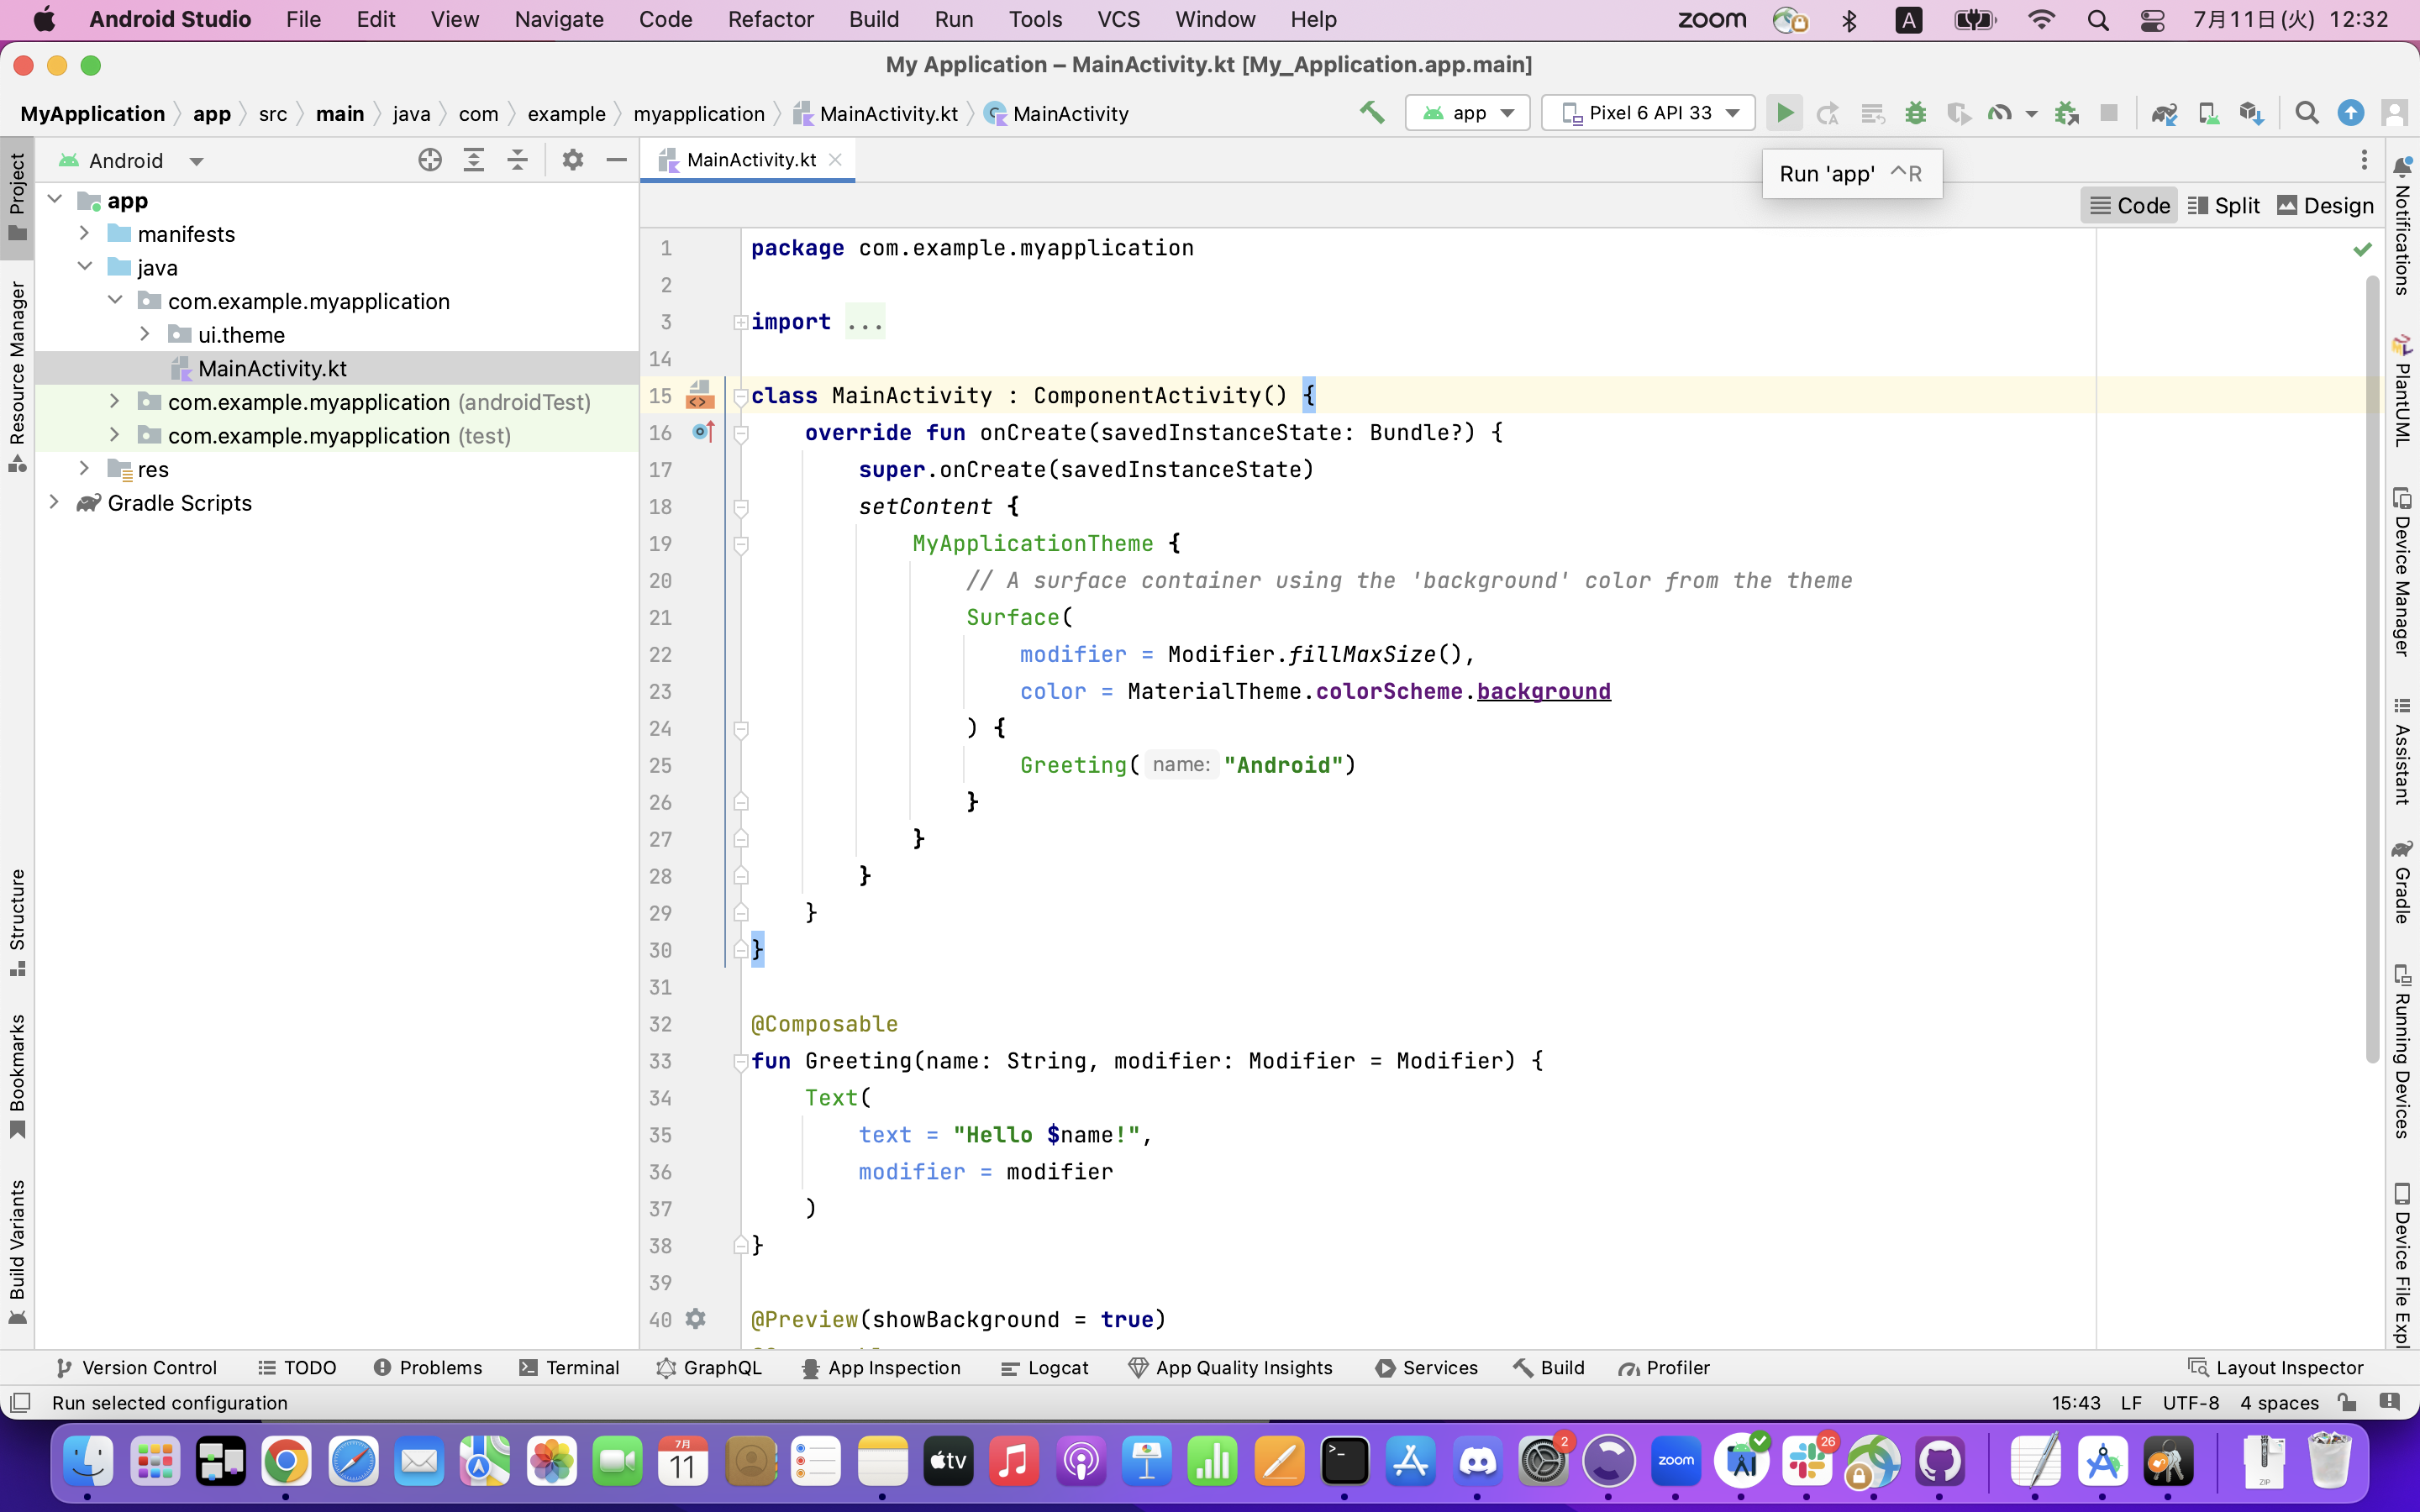 Android Studio File Edit View Navigate Code Refactor Build Run Tools VCS Window Help zoom A 7月11日(火) 12:32
My Application – MainActivity.kt [My_Application.app.main]
MyApplication app src main java com example myapplication MainActivity.kt MainActivity app Pixel 6 API 33
Project
Android
MainActivity.kt
Run 'app' ⌃R
Code Split Design
app
manifests
java
com.example.myapplication
ui.theme
MainActivity.kt
com.example.myapplication (androidTest)
com.example.myapplication (test)
res
Gradle Scripts
Resource Manager
Structure
Bookmarks
Build Variants
1 package com.example.myapplication
2
3 import ...
14
15 class MainActivity : ComponentActivity() {
16 override fun onCreate(savedInstanceState: Bundle?) {
17 super.onCreate(savedInstanceState)
18 setContent {
19 MyApplicationTheme {
20 // A surface container using the 'background' color from the theme
21 Surface(
22 modifier = Modifier.fillMaxSize(),
23 color = MaterialTheme.colorScheme.background
24 ) {
25 Greeting( name: "Android")
26 }
27 }
28 }
29 }
30 }
31
32 @Composable
33 fun Greeting(name: String, modifier: Modifier = Modifier) {
34 Text(
35 text = "Hello $name!",
36 modifier = modifier
37 )
38 }
39
40 @Preview(showBackground = true)
Notifications
PlantUML
Device Manager
Assistant
Gradle
Running Devices
Device File Expl
Version Control TODO Problems Terminal GraphQL App Inspection Logcat App Quality Insights Services Build Profiler Layout Inspector
Run selected configuration 15:43 LF UTF-8 4 spaces
7月
11
tv
zoom
2
26
ZIP